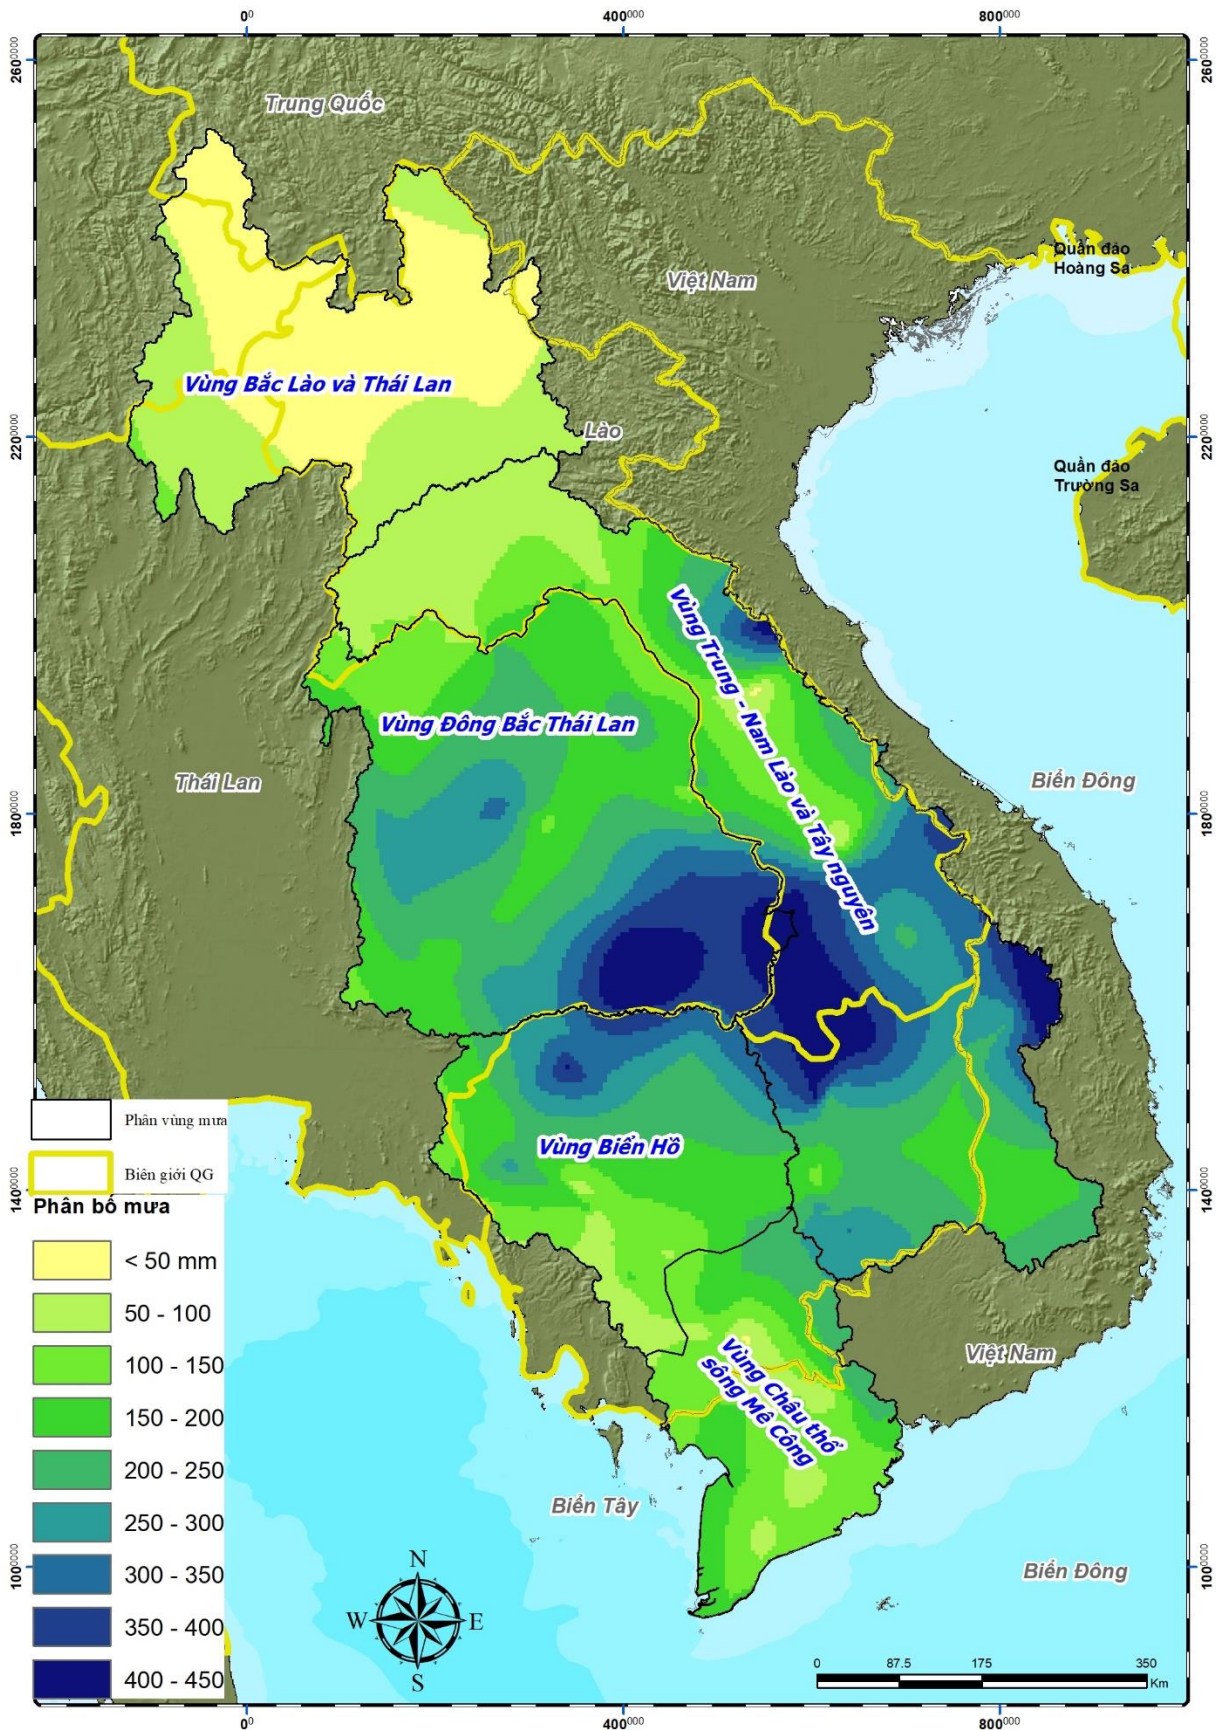 0⁰
400⁰⁰⁰
800⁰⁰⁰
260⁰⁰⁰⁰
260⁰⁰⁰⁰
Trung Quốc
Quần đảo
Hoàng Sa
Việt Nam
Vùng Bắc Lào và Thái Lan
Lào
220⁰⁰⁰⁰
220⁰⁰⁰⁰
Quần đảo
Trường Sa
Vùng Trung - Nam Lào và Tây nguyên
Vùng Đông Bắc Thái Lan
Thái Lan
Biển Đông
180⁰⁰⁰⁰
180⁰⁰⁰⁰
Phân vùng mưa
Vùng Biển Hồ
Biên giới QG
140⁰⁰⁰⁰
140⁰⁰⁰⁰
Phân bố mưa
< 50 mm
50 - 100
100 - 150
150 - 200
200 - 250
250 - 300
300 - 350
350 - 400
400 - 450
Vùng Châu thổ
sông Mê Công
Việt Nam
Biển Tây
Biển Đông
100⁰⁰⁰⁰
100⁰⁰⁰⁰
N
W
E
S
0
87.5
175
350
Km
0⁰
400⁰⁰⁰
800⁰⁰⁰